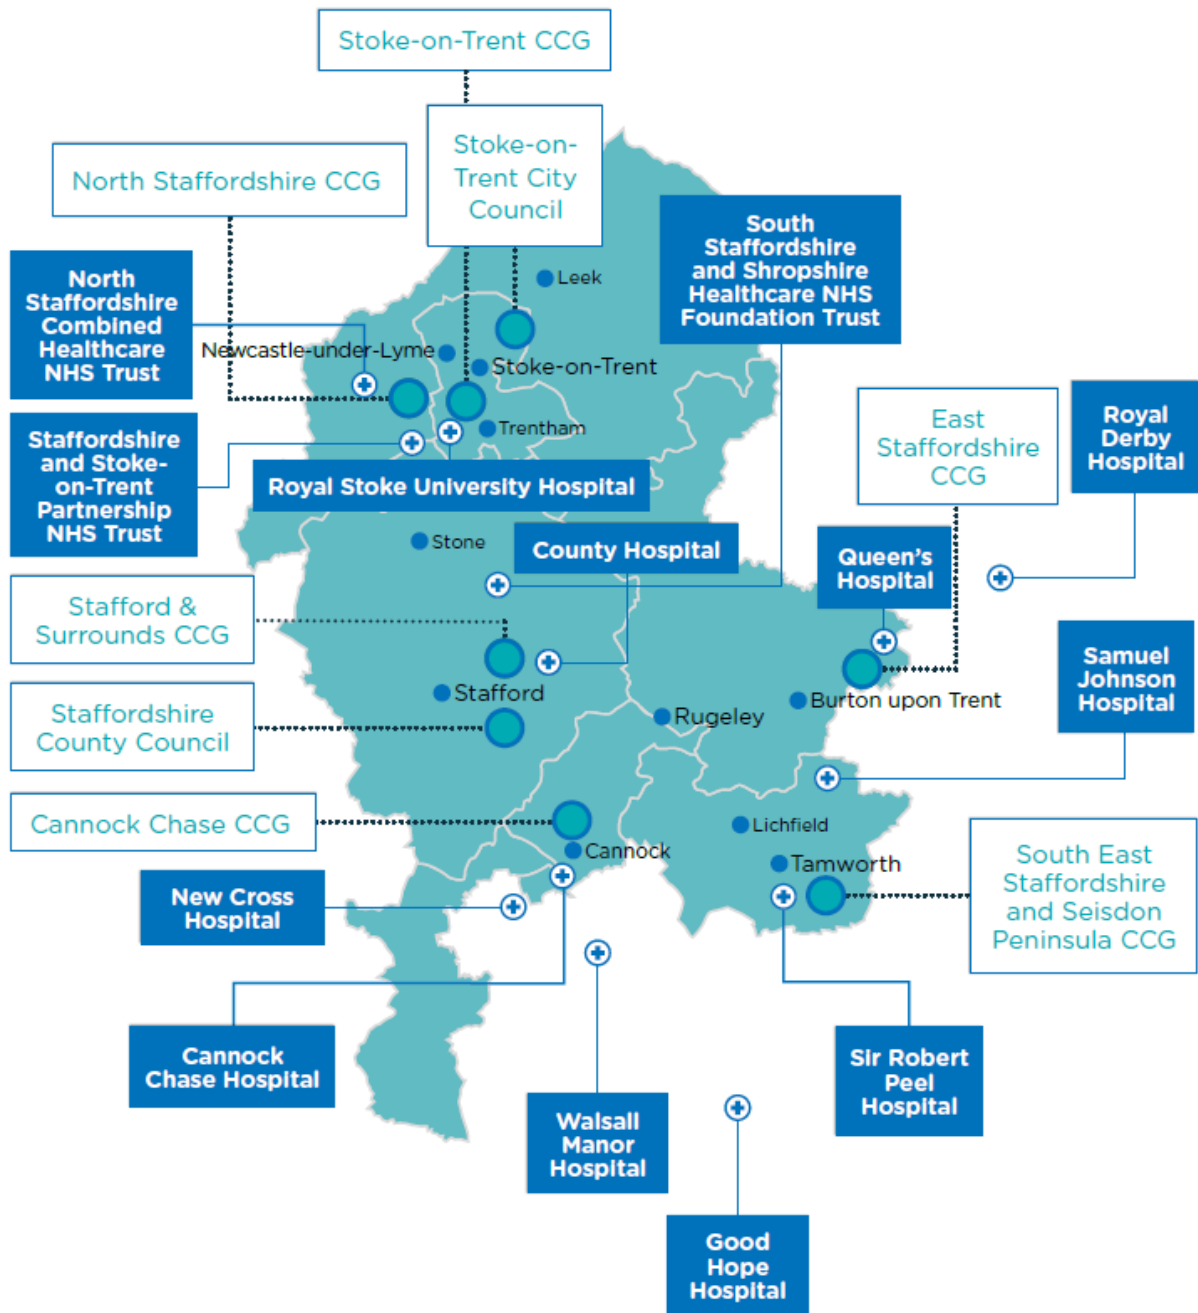 Stoke-on-Trent CCG
Stoke-on-
Trent City
Council
North Staffordshire CCG
South
Staffordshire
and Shropshire
Healthcare NHS
Foundation Trust
North
Staffordshire
Combined
Healthcare
NHS Trust
Leek
Newcastle-under-Lyme
Stoke-on-Trent
Trentham
East
Staffordshire
CCG
Royal
Derby
Hospital
Staffordshire
and Stoke-
on-Trent
Partnership
NHS Trust
Royal Stoke University Hospital
Stone
County Hospital
Queen's
Hospital
Stafford &
Surrounds CCG
Samuel
Johnson
Hospital
Stafford
Burton upon Trent
Rugeley
Staffordshire
County Council
Cannock Chase CCG
Lichfield
Cannock
Tamworth
South East
Staffordshire
and Seisdon
Peninsula CCG
New Cross
Hospital
Cannock
Chase Hospital
Sir Robert
Peel
Hospital
Walsall
Manor
Hospital
Good
Hope
Hospital